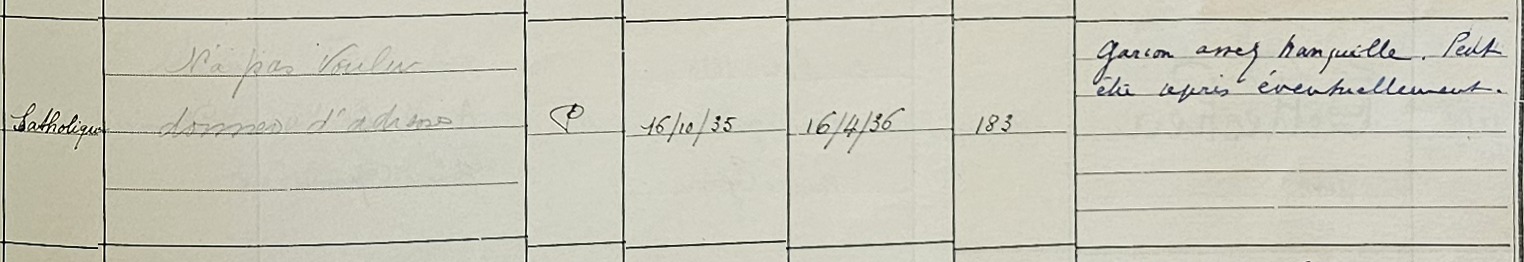 N'a pas voulu
donner d'adresse
Catholique
P
16/10/35
16/4/36
183
Garçon assez tranquille. Peut
être repris éventuellement.